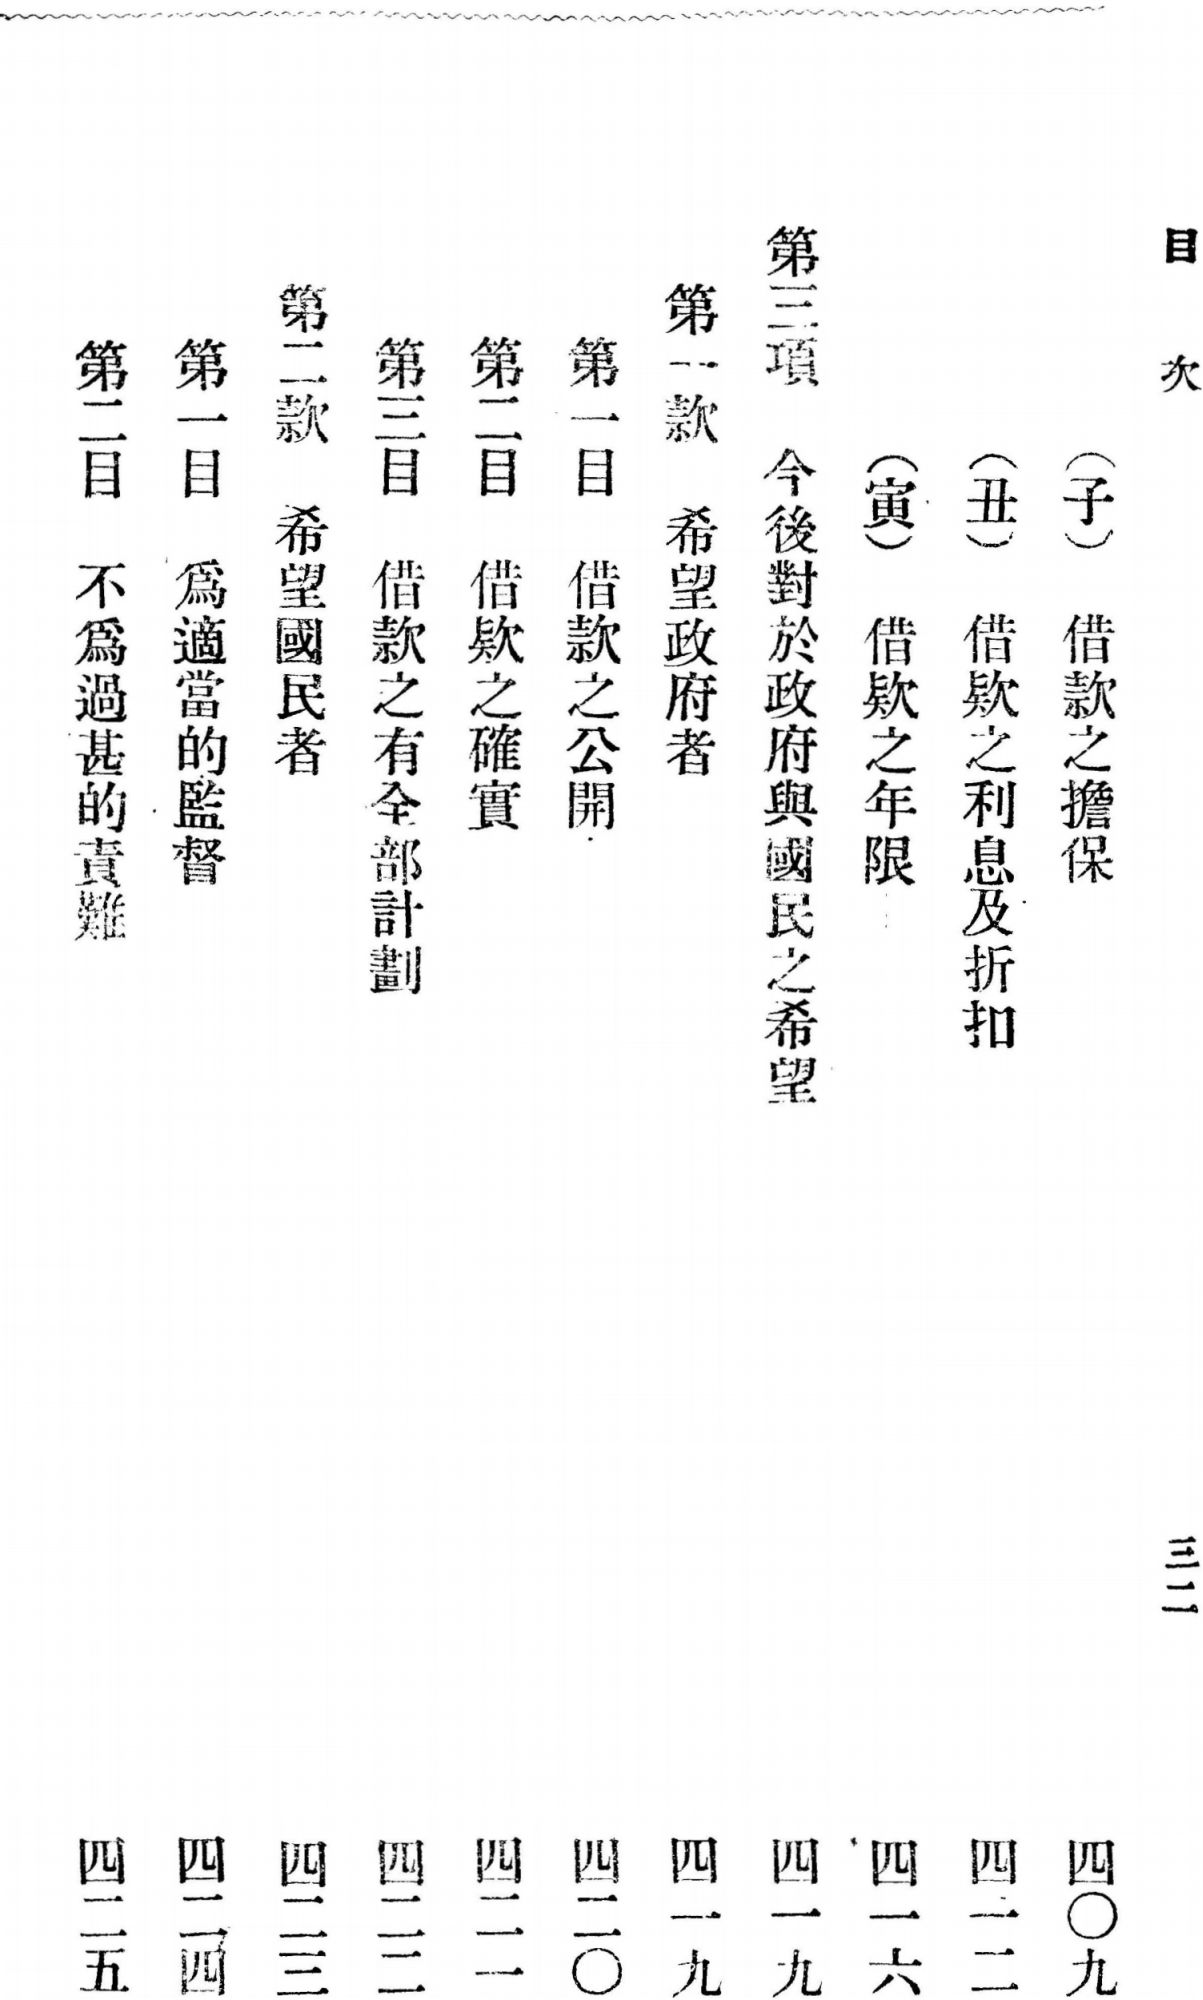 目次 三二
（子） 借款之擔保 四〇九
（丑） 借欵之利息及折扣 四一二
（寅） 借欵之年限 四一六
第三項 今後對於政府與國民之希望 四一九
第一款 希望政府者 四一九
第一目 借款之公開 四二〇
第二目 借欵之確實 四二一
第三目 借款之有全部計劃 四二二
第二款 希望國民者 四二三
第一目 爲適當的監督 四二四
第二目 不爲過甚的責難 四二五